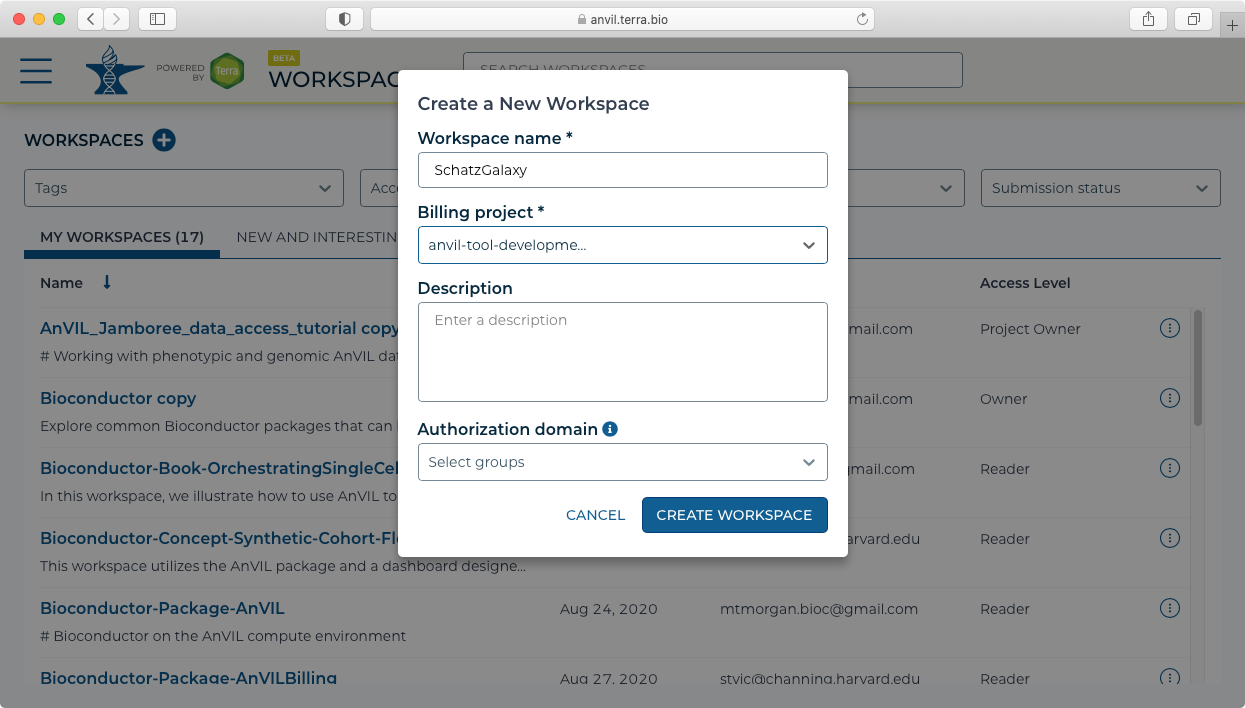 anvil.terra.bio
POWERED BY
Terra
BETA
WORKSPAC
SEARCH WORKSPACES
WORKSPACES
Tags
Acc
Submission status
MY WORKSPACES (17)
NEW AND INTERESTIN
Name
Access Level
AnVIL_Jamboree_data_access_tutorial copy
gmail.com
Project Owner
# Working with phenotypic and genomic AnVIL dat
Bioconductor copy
mail.com
Owner
Explore common Bioconductor packages that can
Bioconductor-Book-OrchestratingSingleCel
gmail.com
Reader
In this workspace, we illustrate how to use AnVIL to
Bioconductor-Concept-Synthetic-Cohort-Fl
arvard.edu
Reader
This workspace utilizes the AnVIL package and a dashboard designe...
Bioconductor-Package-AnVIL
Aug 24, 2020
mtmorgan.bioc@gmail.com
Reader
# Bioconductor on the AnVIL compute environment
Bioconductor-Package-AnVILBilling
Aug 27, 2020
stvjc@channing.harvard.edu
Reader
Create a New Workspace
Workspace name *
SchatzGalaxy
Billing project *
anvil-tool-developme...
Description
Enter a description
Authorization domain
Select groups
CANCEL
CREATE WORKSPACE